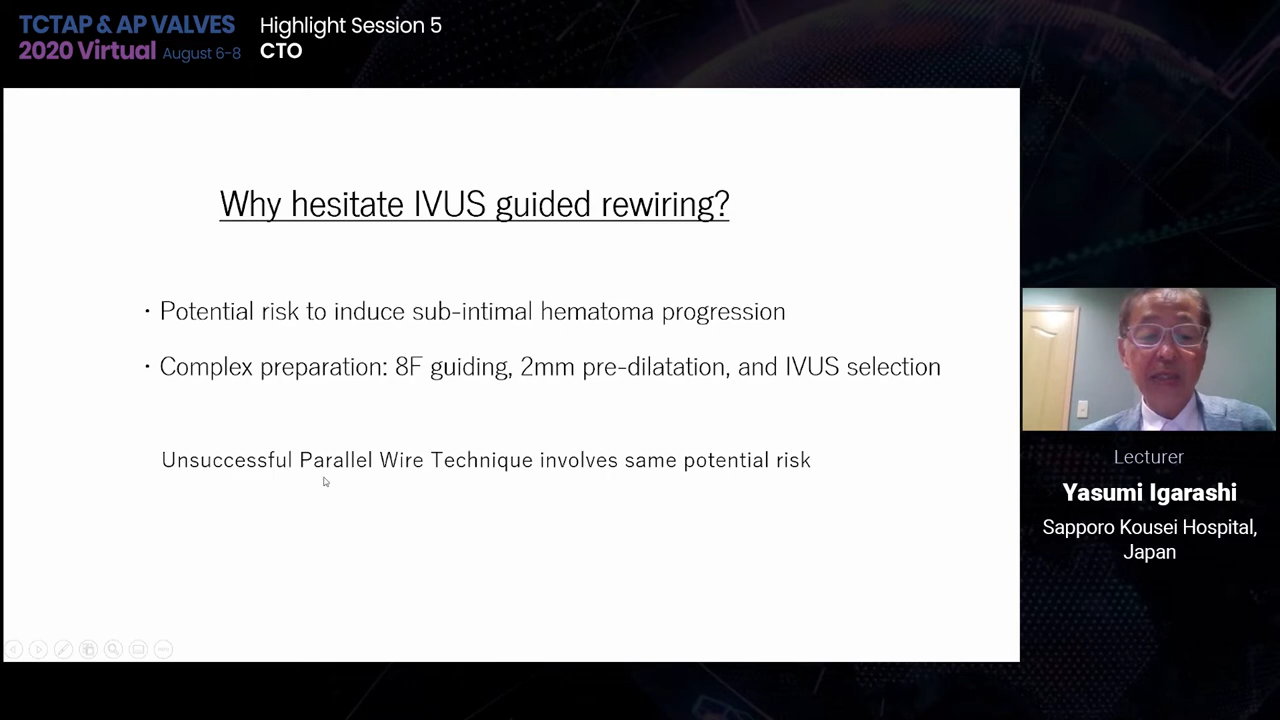 TCTAP & AP VALVES
2020 Virtual August 6-8
Highlight Session 5
CTO
Why hesitate IVUS guided rewiring?
· Potential risk to induce sub-intimal hematoma progression
· Complex preparation: 8F guiding, 2mm pre-dilatation, and IVUS selection
Unsuccessful Parallel Wire Technique involves same potential risk
Lecturer
Yasumi Igarashi
Sapporo Kousei Hospital,
Japan